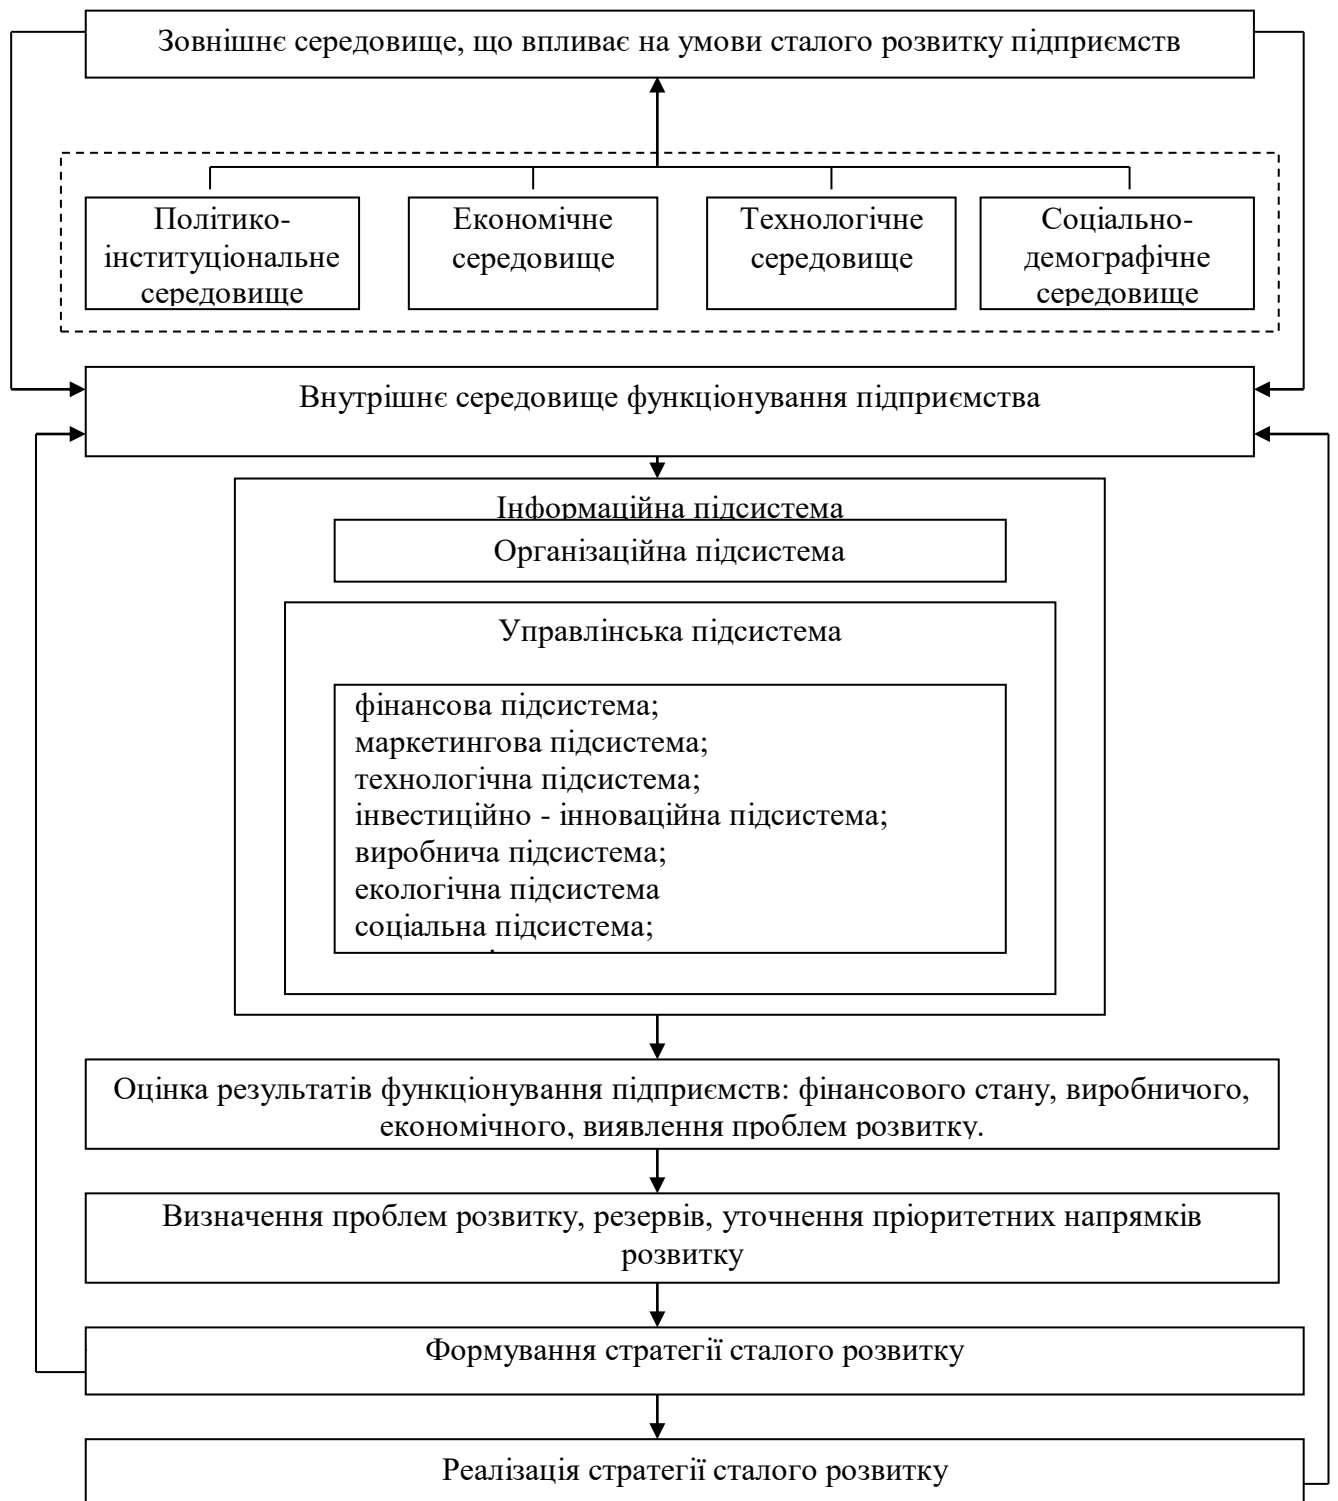 Зовнішнє середовище, що впливає на умови сталого розвитку підприємств
Політико-
інституціональне
середовище
Економічне
середовище
Технологічне
середовище
Соціально-
демографічне
середовище
Внутрішнє середовище функціонування підприємства
Інформаційна підсистема
Організаційна підсистема
Управлінська підсистема
фінансова підсистема;
маркетингова підсистема;
технологічна підсистема;
інвестиційно - інноваційна підсистема;
виробнича підсистема;
екологічна підсистема
соціальна підсистема;
Оцінка результатів функціонування підприємств: фінансового стану, виробничого,
економічного, виявлення проблем розвитку.
Визначення проблем розвитку, резервів, уточнення пріоритетних напрямків
розвитку
Формування стратегії сталого розвитку
Реалізація стратегії сталого розвитку